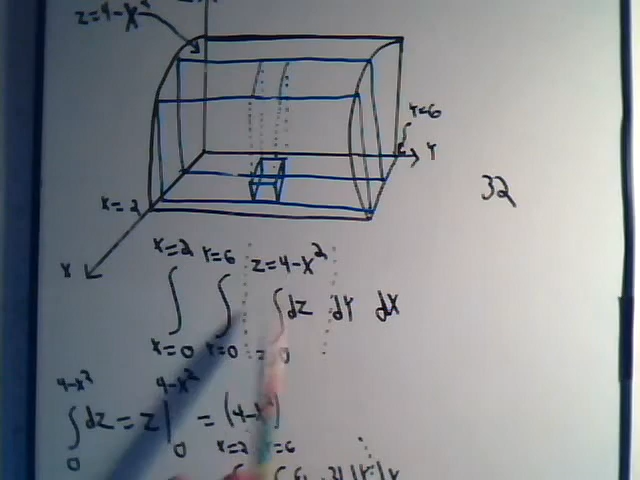 z=4-x²
Y=6
Y
32
x=2
x
x=2 Y=6 z=4-x²
∫ ∫ ∫dz dY dx
x=0 Y=0 =0
4-x² 4-x²
∫dz = z| = (4-x²)
0 0
x=2 Y=6